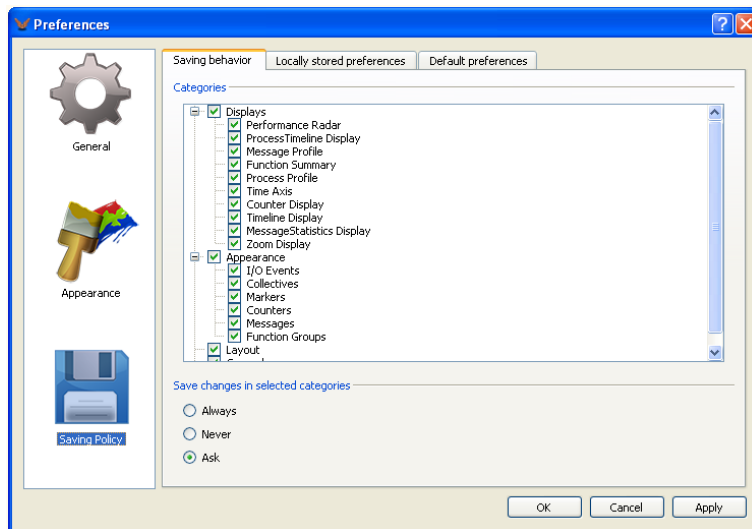 Preferences
General
Appearance
Saving Policy
Saving behavior
Locally stored preferences
Default preferences
Categories
Displays
Performance Radar
ProcessTimeline Display
Message Profile
Function Summary
Process Profile
Time Axis
Counter Display
Timeline Display
MessageStatistics Display
Zoom Display
Appearance
I/O Events
Collectives
Markers
Counters
Messages
Function Groups
Layout
Save changes in selected categories
Always
Never
Ask
OK
Cancel
Apply